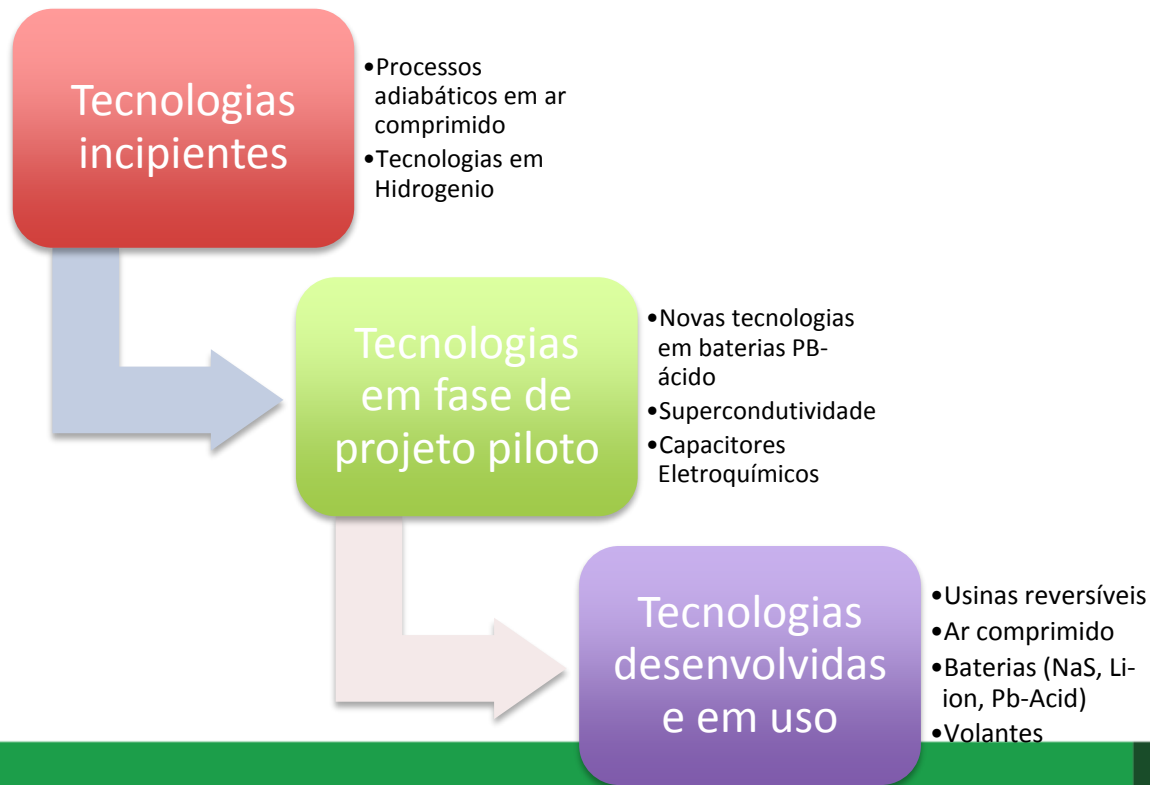 Tecnologias
incipientes
•Processos
adiabáticos em ar
comprimido
•Tecnologias em
Hidrogenio
Tecnologias
em fase de
projeto piloto
•Novas tecnologias
em baterias PB-
ácido
•Supercondutividade
•Capacitores
Eletroquímicos
Tecnologias
desenvolvidas
e em uso
•Usinas reversíveis
•Ar comprimido
•Baterias (NaS, Li-
ion, Pb-Acid)
•Volantes